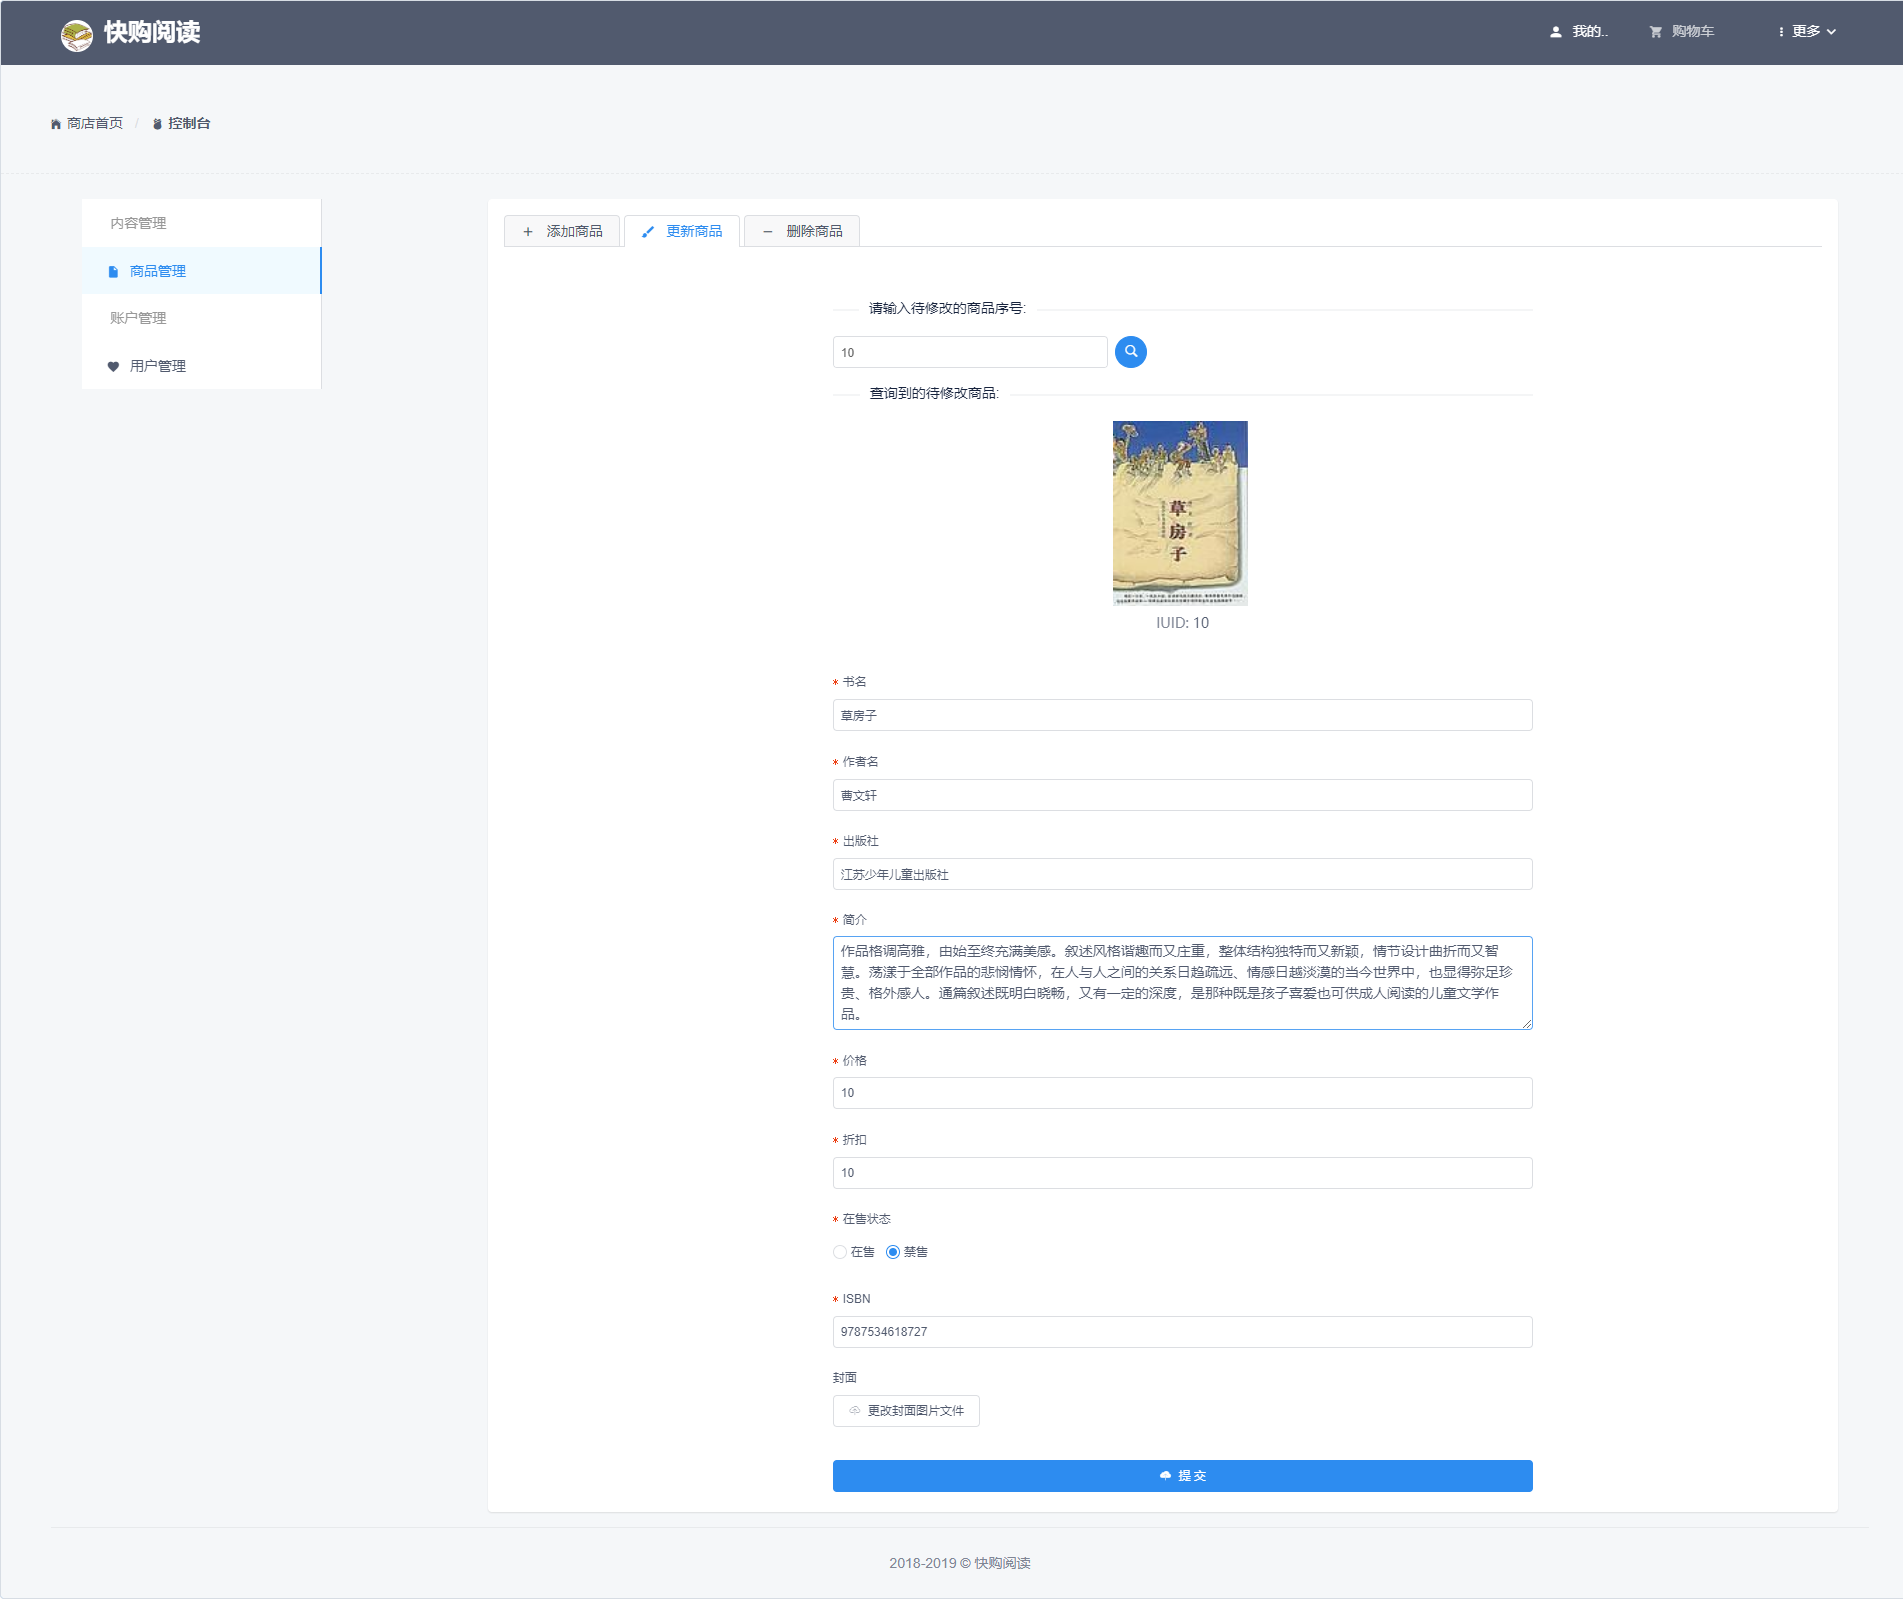 快购阅读
我的..
购物车
更多
商店首页 / 控制台
内容管理
商品管理
账户管理
用户管理
添加商品
更新商品
删除商品
请输入待修改的商品序号:
10
查询到的待修改商品:
草房子
IUID: 10
* 书名
草房子
* 作者名
曹文轩
* 出版社
江苏少年儿童出版社
* 简介
作品格调高雅，由始至终充满美感。叙述风格谐趣而又庄重，整体结构独特而又新颖，情节设计曲折而又智
慧。荡漾于全部作品的悲悯情怀，在人与人之间的关系日趋疏远、情感日越淡漠的当今世界中，也显得弥足珍
贵、格外感人。通篇叙述既明白晓畅，又有一定的深度，是那种既是孩子喜爱也可供成人阅读的儿童文学作
品。
* 价格
10
* 折扣
10
* 在售状态
在售 禁售
* ISBN
9787534618727
封面
更改封面图片文件
提交
2018-2019 © 快购阅读